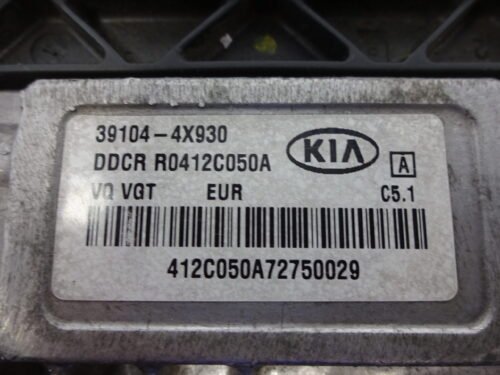 39104-4X930
DDCR R0412C050A
KIA
A
VQ VGT EUR C5.1
412C050A72750029